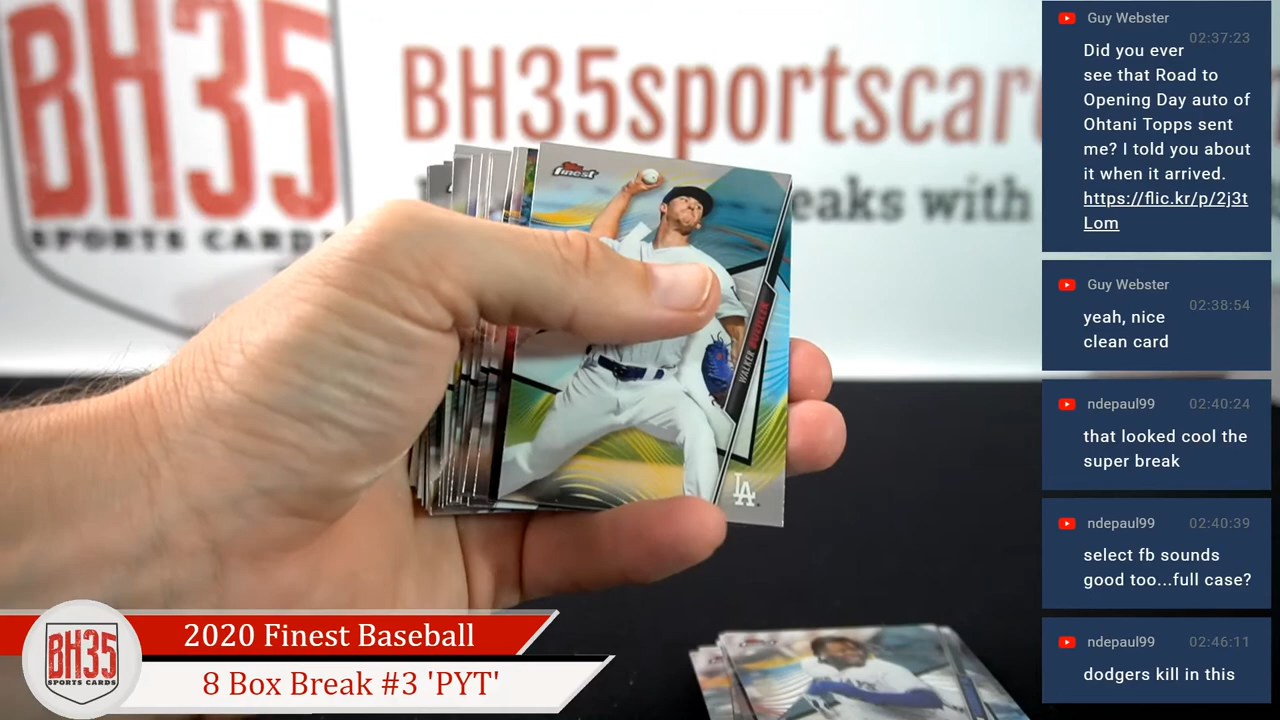 BH35
SPORTS CARDS
BH35sportscar
eaks with
finest
WALKER BUEHLER
LA
Guy Webster
02:37:23
Did you ever
see that Road to
Opening Day auto of
Ohtani Topps sent
me? I told you about
it when it arrived.
https://flic.kr/p/2j3t
Lom
Guy Webster
02:38:54
yeah, nice
clean card
ndepaul99 02:40:24
that looked cool the
super break
ndepaul99 02:40:39
select fb sounds
good too...full case?
ndepaul99 02:46:11
dodgers kill in this
BH35
SPORTS CARDS
2020 Finest Baseball
8 Box Break #3 'PYT'